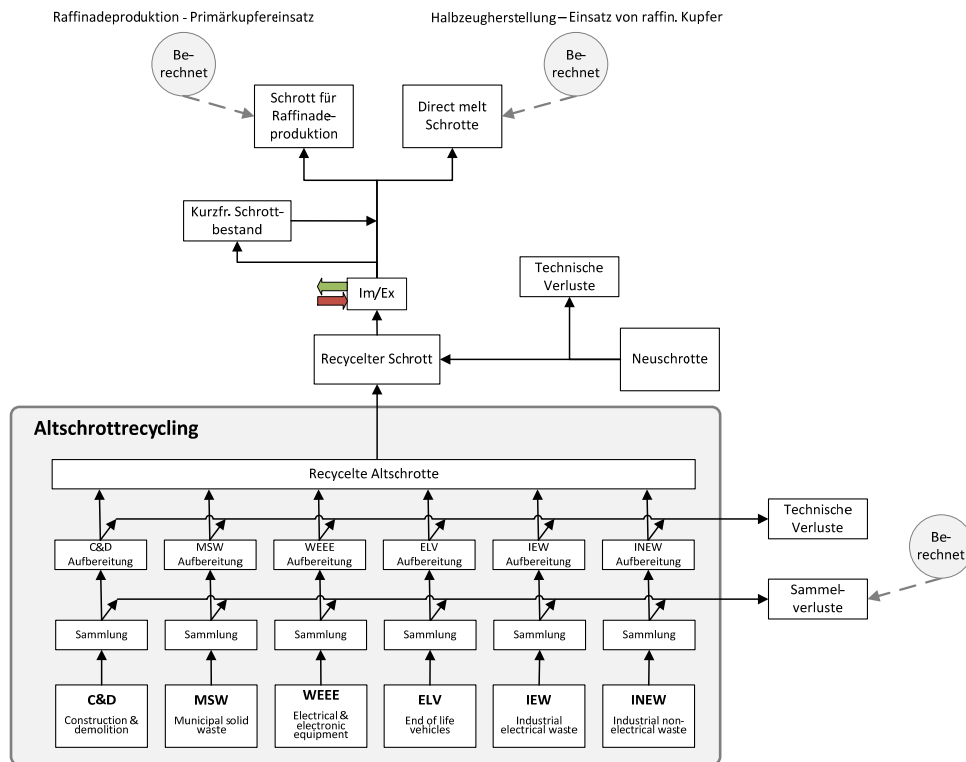 Raffinadeproduktion - Primärkupfereinsatz
Halbzeugherstellung – Einsatz von raffin. Kupfer
Be-
rechnet
Be-
rechnet
Schrott für
Raffinade-
produktion
Direct melt
Schrotte
Kurzfr. Schrott-
bestand
Technische
Verluste
Im/Ex
Recycelter Schrott
Neuschrotte
Altschrottrecycling
Recycelte Altschrotte
Technische
Verluste
C&D
Aufbereitung
MSW
Aufbereitung
WEEE
Aufbereitung
ELV
Aufbereitung
IEW
Aufbereitung
INEW
Aufbereitung
Be-
rechnet
Sammel-
verluste
Sammlung
Sammlung
Sammlung
Sammlung
Sammlung
Sammlung
C&D
Construction &
demolition
MSW
Municipal solid
waste
WEEE
Electrical &
electronic
equipment
ELV
End of life
vehicles
IEW
Industrial
electrical waste
INEW
Industrial non-
electrical waste